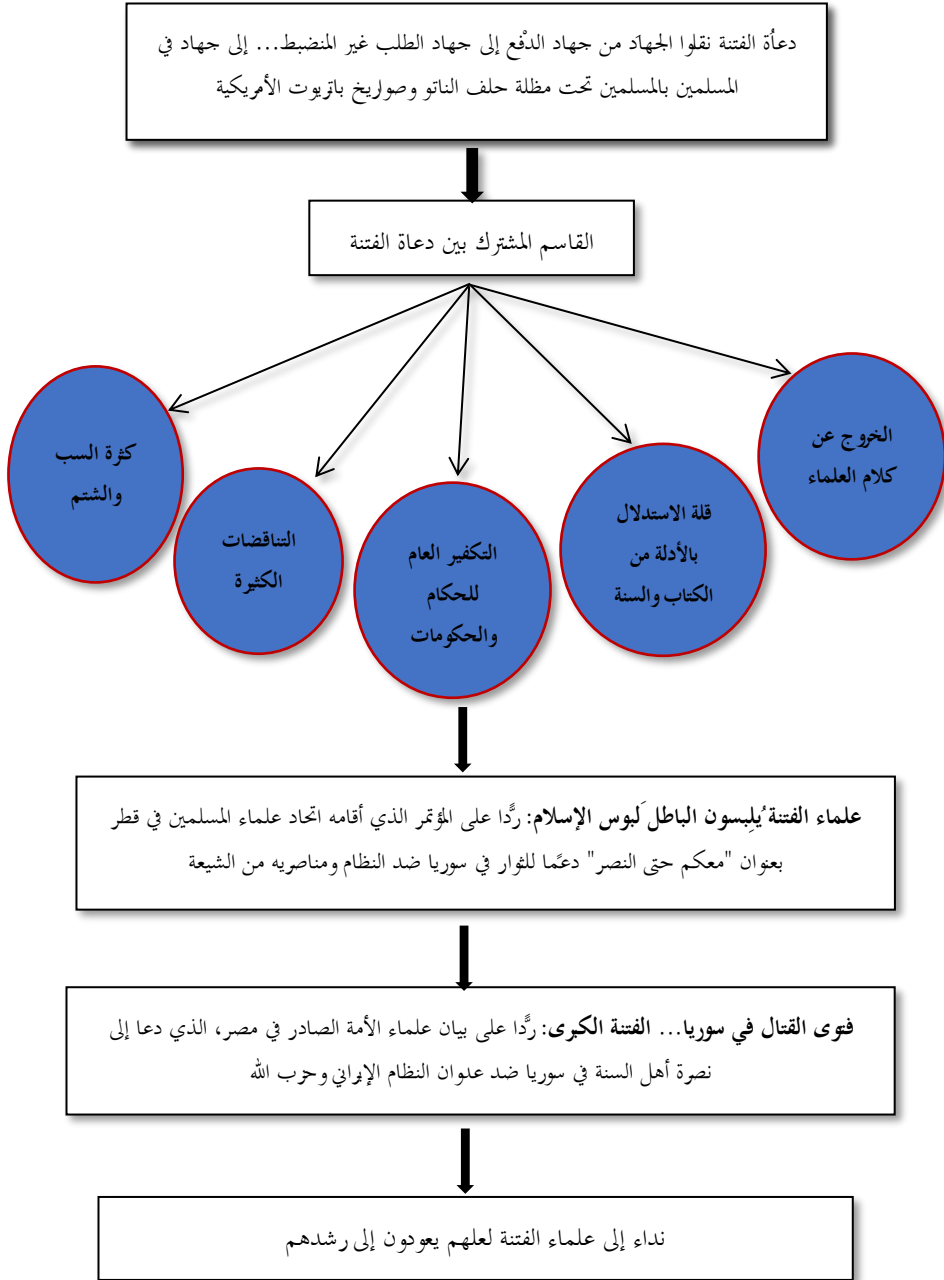 دعاة الفتنة نقلوا الجهاد من جهاد الدفْع إلى جهاد الطلب غير المنضبط... إلى جهاد في
المسلمين بالمسلمين تحت مظلة حلف الناتو وصواريخ باتريوت الأمريكية
القاسم المشترك بين دعاة الفتنة
الخروج عن
كلام العلماء
قلة الاستدلال
بالأدلة من
الكتاب والسنة
التكفير العام
للحكام
والحكومات
التناقضات
الكثيرة
كثرة السب
والشتم
علماء الفتنة يُلبِسون الباطل لَبوس الإسلام: ردًّا على المؤتمر الذي أقامه اتحاد علماء المسلمين في قطر
بعنوان "معكم حتى النصر" دعمًا للثوار في سوريا ضد النظام ومناصريه من الشيعة
فتوى القتال في سوريا... الفتنة الكبرى: ردًّا على بيان علماء الأمة الصادر في مصر، الذي دعا إلى
نصرة أهل السنة في سوريا ضد عدوان النظام الإيراني وحزب الله
نداء إلى علماء الفتنة لعلهم يعودون إلى رشدهم